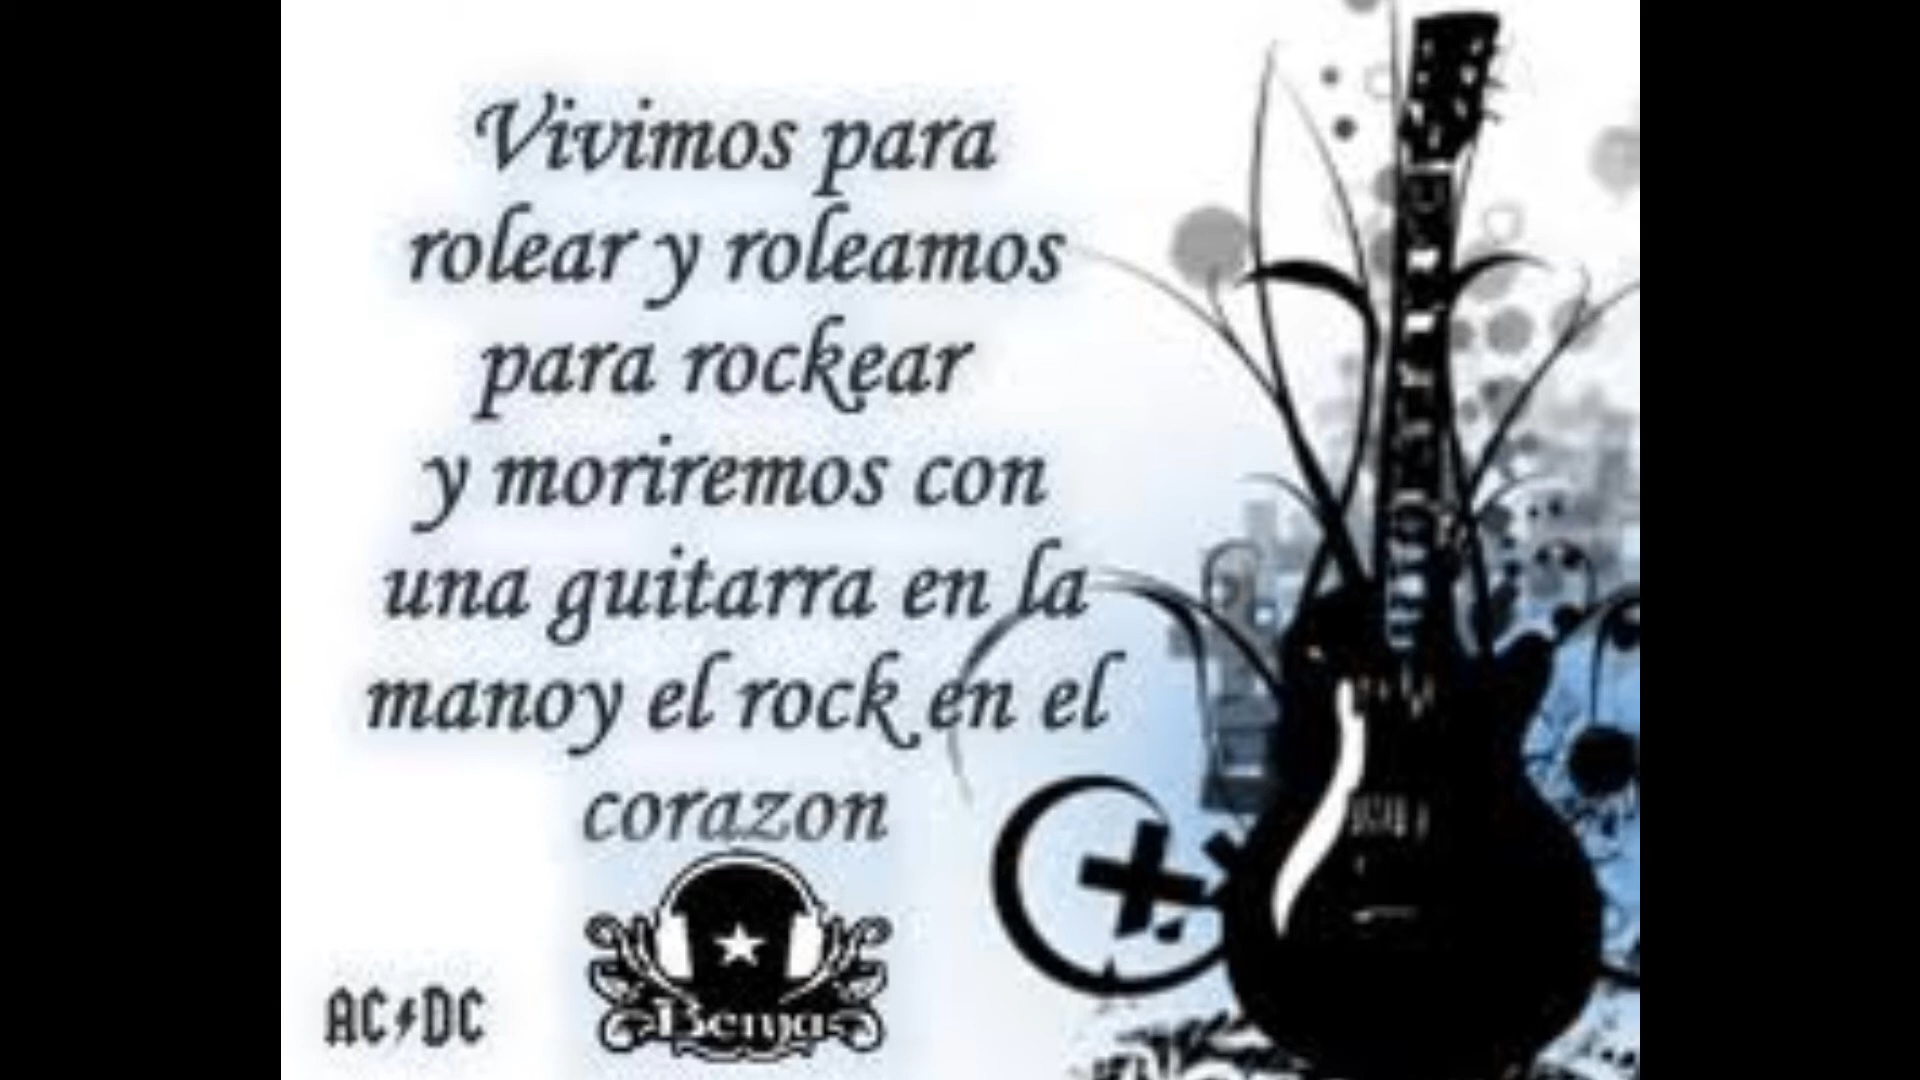 Vivimos para
rolear y roleamos
para rockear
y moriremos con
una guitarra en la
manoy el rock en el
corazon
AC⚡DC
Benja